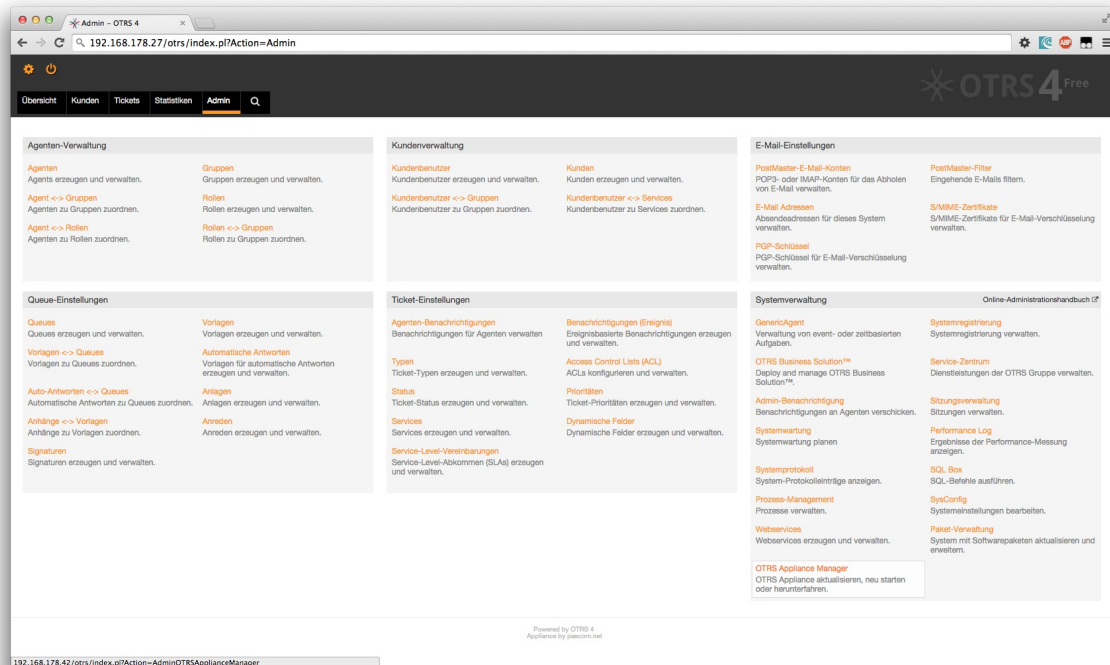 Admin – OTRS 4
192.168.178.27/otrs/index.pl?Action=Admin
ABP
OTRS 4 Free
Übersicht
Kunden
Tickets
Statistiken
Admin
Agenten-Verwaltung
Agenten
Agents erzeugen und verwalten.
Gruppen
Gruppen erzeugen und verwalten.
Agent <-> Gruppen
Agenten zu Gruppen zuordnen.
Rollen
Rollen erzeugen und verwalten.
Agent <-> Rollen
Agenten zu Rollen zuordnen.
Rollen <-> Gruppen
Rollen zu Gruppen zuordnen.
Kundenverwaltung
Kundenbenutzer
Kundenbenutzer erzeugen und verwalten.
Kunden
Kunden erzeugen und verwalten.
Kundenbenutzer <-> Gruppen
Kundenbenutzer zu Gruppen zuordnen.
Kundenbenutzer <-> Services
Kundenbenutzer zu Services zuordnen.
E-Mail-Einstellungen
PostMaster-E-Mail-Konten
POP3- oder IMAP-Konten für das Abholen
von E-Mail verwalten.
PostMaster-Filter
Eingehende E-Mails filtern.
E-Mail Adressen
Absendeadressen für dieses System
verwalten.
S/MIME-Zertifikate
S/MIME-Zertifikate für E-Mail-Verschlüsselung
verwalten.
PGP-Schlüssel
PGP-Schlüssel für E-Mail-Verschlüsselung
verwalten.
Queue-Einstellungen
Queues
Queues erzeugen und verwalten.
Vorlagen
Vorlagen erzeugen und verwalten.
Vorlagen <-> Queues
Vorlagen zu Queues zuordnen.
Automatische Antworten
Vorlagen für automatische Antworten
erzeugen und verwalten.
Auto-Antworten <-> Queues
Automatische Antworten zu Queues zuordnen.
Anlagen
Anlagen erzeugen und verwalten.
Anhänge <-> Vorlagen
Anhänge zu Vorlagen zuordnen.
Anreden
Anreden erzeugen und verwalten.
Signaturen
Signaturen erzeugen und verwalten.
Ticket-Einstellungen
Agenten-Benachrichtigungen
Benachrichtigungen für Agenten verwalten
Benachrichtigungen (Ereignis)
Ereignisbasierte Benachrichtigungen erzeugen
und verwalten.
Typen
Ticket-Typen erzeugen und verwalten.
Access Control Lists (ACL)
ACLs konfigurieren und verwalten.
Status
Ticket-Status erzeugen und verwalten.
Prioritäten
Ticket-Prioritäten erzeugen und verwalten.
Services
Services erzeugen und verwalten.
Dynamische Felder
Dynamische Felder erzeugen und verwalten.
Service-Level-Vereinbarungen
Service-Level-Abkommen (SLAs) erzeugen
und verwalten.
Systemverwaltung
Online-Administrationshandbuch
GenericAgent
Verwaltung von event- oder zeitbasierten
Aufgaben.
Systemregistrierung
Systemregistrierung verwalten.
OTRS Business Solution™
Deploy and manage OTRS Business
Solution™.
Service-Zentrum
Dienstleistungen der OTRS Gruppe verwalten.
Admin-Benachrichtigung
Benachrichtigungen an Agenten verschicken.
Sitzungsverwaltung
Sitzungen verwalten.
Systemwartung
Systemwartung planen
Performance Log
Ergebnisse der Performance-Messung
anzeigen.
Systemprotokoll
System-Protokolleinträge anzeigen.
SQL Box
SQL-Befehle ausführen.
Prozess-Management
Prozesse verwalten.
SysConfig
Systemeinstellungen bearbeiten.
Webservices
Webservices erzeugen und verwalten.
Paket-Verwaltung
System mit Softwarepaketen aktualisieren und
erweitern.
OTRS Appliance Manager
OTRS Appliance aktualisieren, neu starten
oder herunterfahren.
Powered by OTRS 4
Appliance by pascom.net
192.168.178.42/otrs/index.pl?Action=AdminOTRSApplianceManager